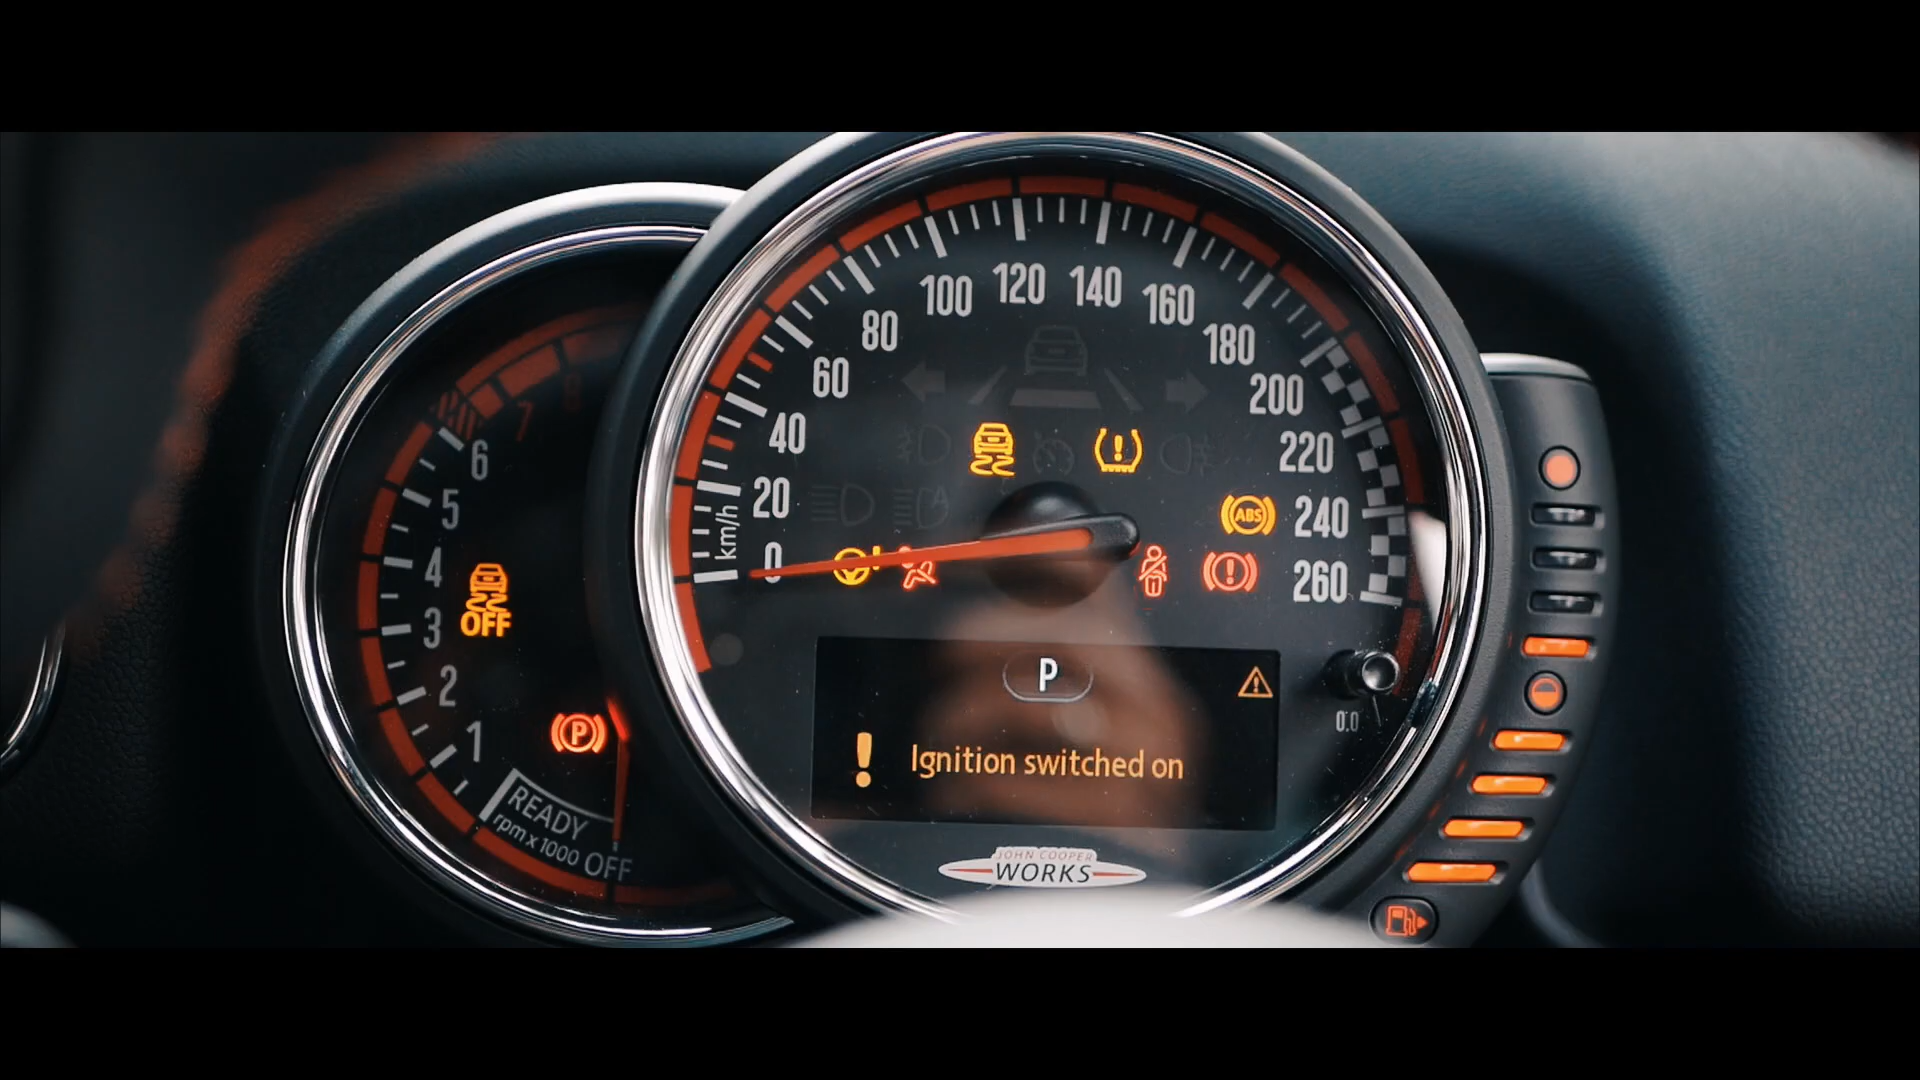 100 120 140 160
80 180
60 200
40 220
20 240
0 260
km/h
ABS
7
6
5
4
3
2
1
OFF
P
READY
rpm x 1000 OFF
P
Ignition switched on
0.0
JOHN COOPER
WORKS